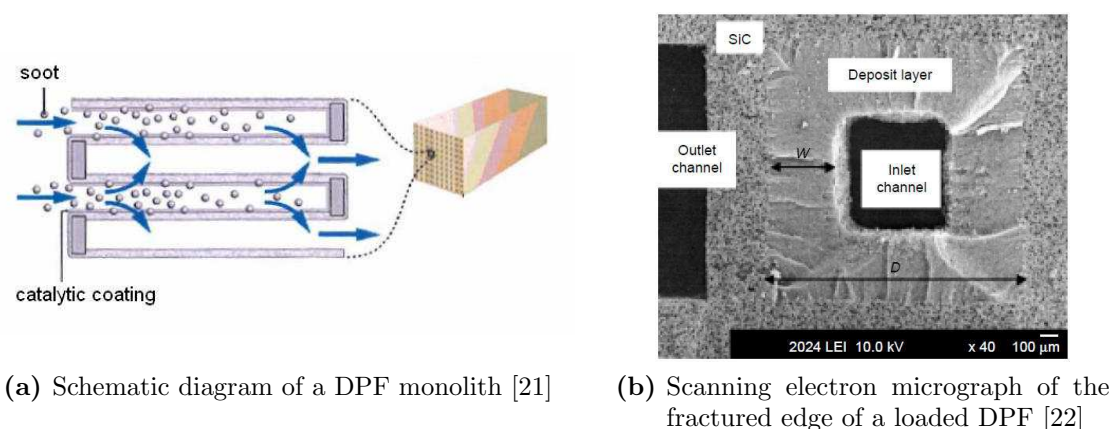 soot
catalytic coating
SiC
Deposit layer
Outlet
channel
W
Inlet
channel
D
2024 LEI 10.0 kV x 40 100 µm
(a) Schematic diagram of a DPF monolith [21]
(b) Scanning electron micrograph of the
fractured edge of a loaded DPF [22]